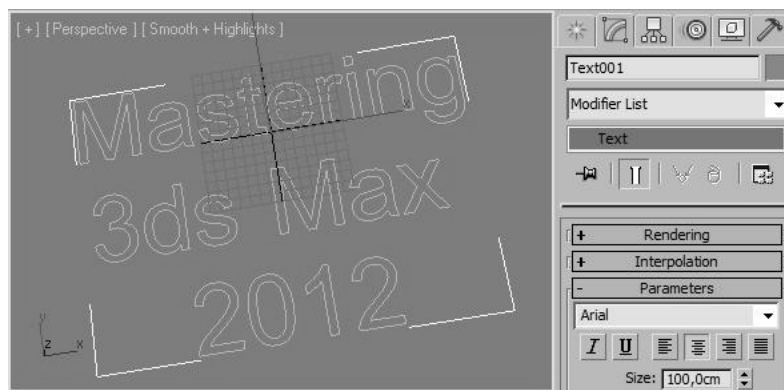 [ + ] [ Perspective ] [ Smooth + Highlights ]
Mastering
3ds Max
2012
x
y
z
x
Text001
Modifier List
Text
+ Rendering
+ Interpolation
- Parameters
Arial
I U
Size: 100,0cm